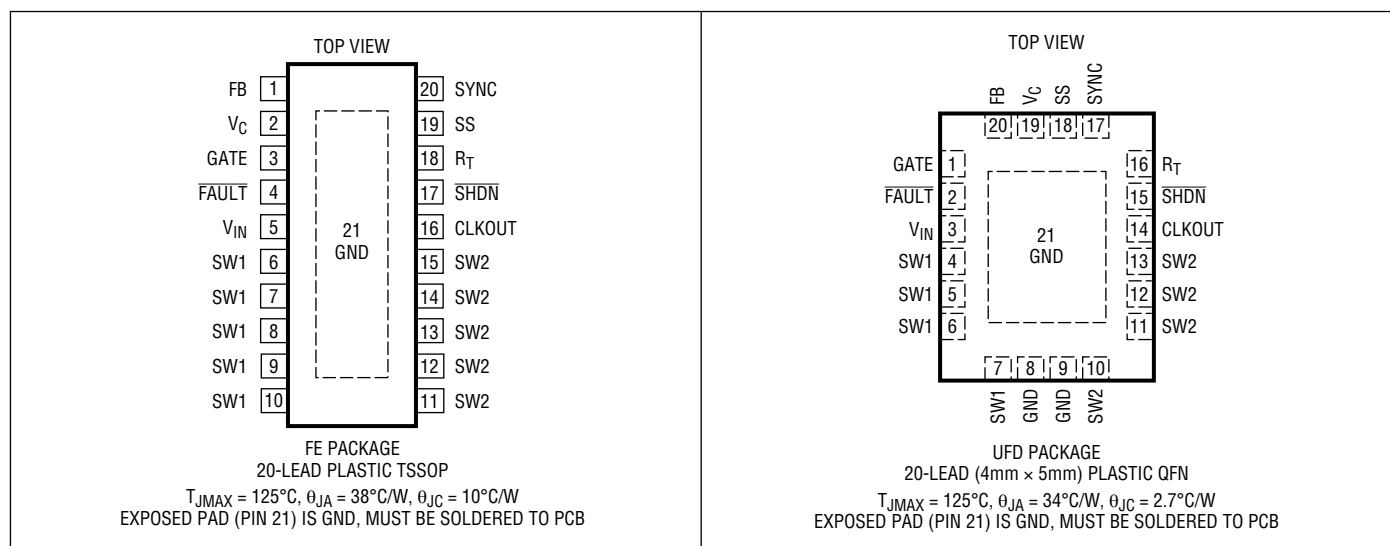 TOP VIEW
FB 1 20 SYNC
VC 2 19 SS
GATE 3 18 RT
FAULT 4 17 SHDN
VIN 5 16 CLKOUT
SW1 6 15 SW2
SW1 7 14 SW2
SW1 8 13 SW2
SW1 9 12 SW2
SW1 10 11 SW2
21
GND
FE PACKAGE
20-LEAD PLASTIC TSSOP
TJMAX = 125°C, θJA = 38°C/W, θJC = 10°C/W
EXPOSED PAD (PIN 21) IS GND, MUST BE SOLDERED TO PCB
TOP VIEW
FB VC SS SYNC
20 19 18 17
GATE 1 16 RT
FAULT 2 15 SHDN
VIN 3 14 CLKOUT
SW1 4 13 SW2
SW1 5 12 SW2
SW1 6 11 SW2
21
GND
7 8 9 10
SW1 GND GND SW2
UFD PACKAGE
20-LEAD (4mm × 5mm) PLASTIC QFN
TJMAX = 125°C, θJA = 34°C/W, θJC = 2.7°C/W
EXPOSED PAD (PIN 21) IS GND, MUST BE SOLDERED TO PCB